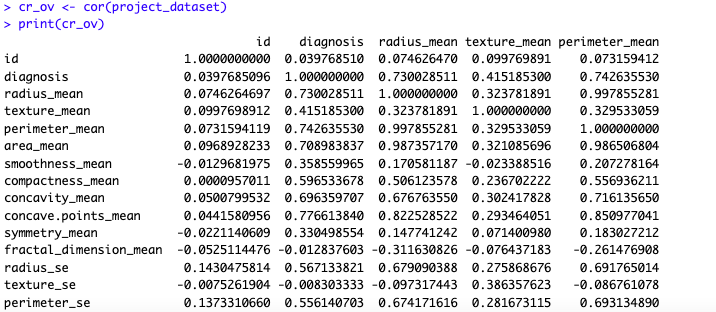 > cr_ov <- cor(project_dataset)
> print(cr_ov)
id diagnosis radius_mean texture_mean perimeter_mean
id 1.0000000000 0.039768510 0.074626470 0.099769891 0.073159412
diagnosis 0.0397685096 1.000000000 0.730028511 0.415185300 0.742635530
radius_mean 0.0746264697 0.730028511 1.000000000 0.323781891 0.997855281
texture_mean 0.0997698912 0.415185300 0.323781891 1.000000000 0.329533059
perimeter_mean 0.0731594119 0.742635530 0.997855281 0.329533059 1.000000000
area_mean 0.0968928233 0.708983837 0.987357170 0.321085696 0.986506804
smoothness_mean -0.0129681975 0.358559965 0.170581187 -0.023388516 0.207278164
compactness_mean 0.0000957011 0.596533678 0.506123578 0.236702222 0.556936211
concavity_mean 0.0500799532 0.696359707 0.676763550 0.302417828 0.716135650
concave.points_mean 0.0441580956 0.776613840 0.822528522 0.293464051 0.850977041
symmetry_mean -0.0221140609 0.330498554 0.147741242 0.071400980 0.183027212
fractal_dimension_mean -0.0525114476 -0.012837603 -0.311630826 -0.076437183 -0.261476908
radius_se 0.1430475814 0.567133821 0.679090388 0.275868676 0.691765014
texture_se -0.0075261904 -0.008303333 -0.097317443 0.386357623 -0.086761078
perimeter_se 0.1373310660 0.556140703 0.674171616 0.281673115 0.693134890